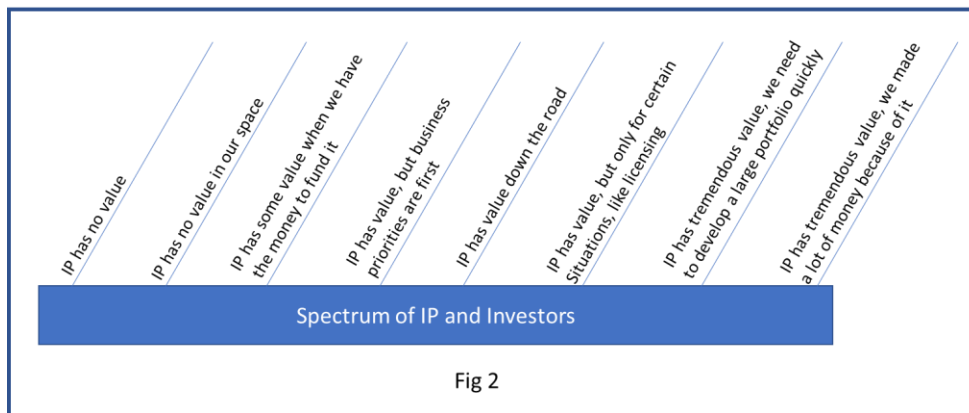 IP has no value
IP has no value in our space
IP has some value when we have
the money to fund it
IP has value, but business
priorities are first
IP has value down the road
IP has value, but only for certain
Situations, like licensing
IP has tremendous value, we need
to develop a large portfolio quickly
IP has tremendous value, we made
a lot of money because of it
Spectrum of IP and Investors
Fig 2